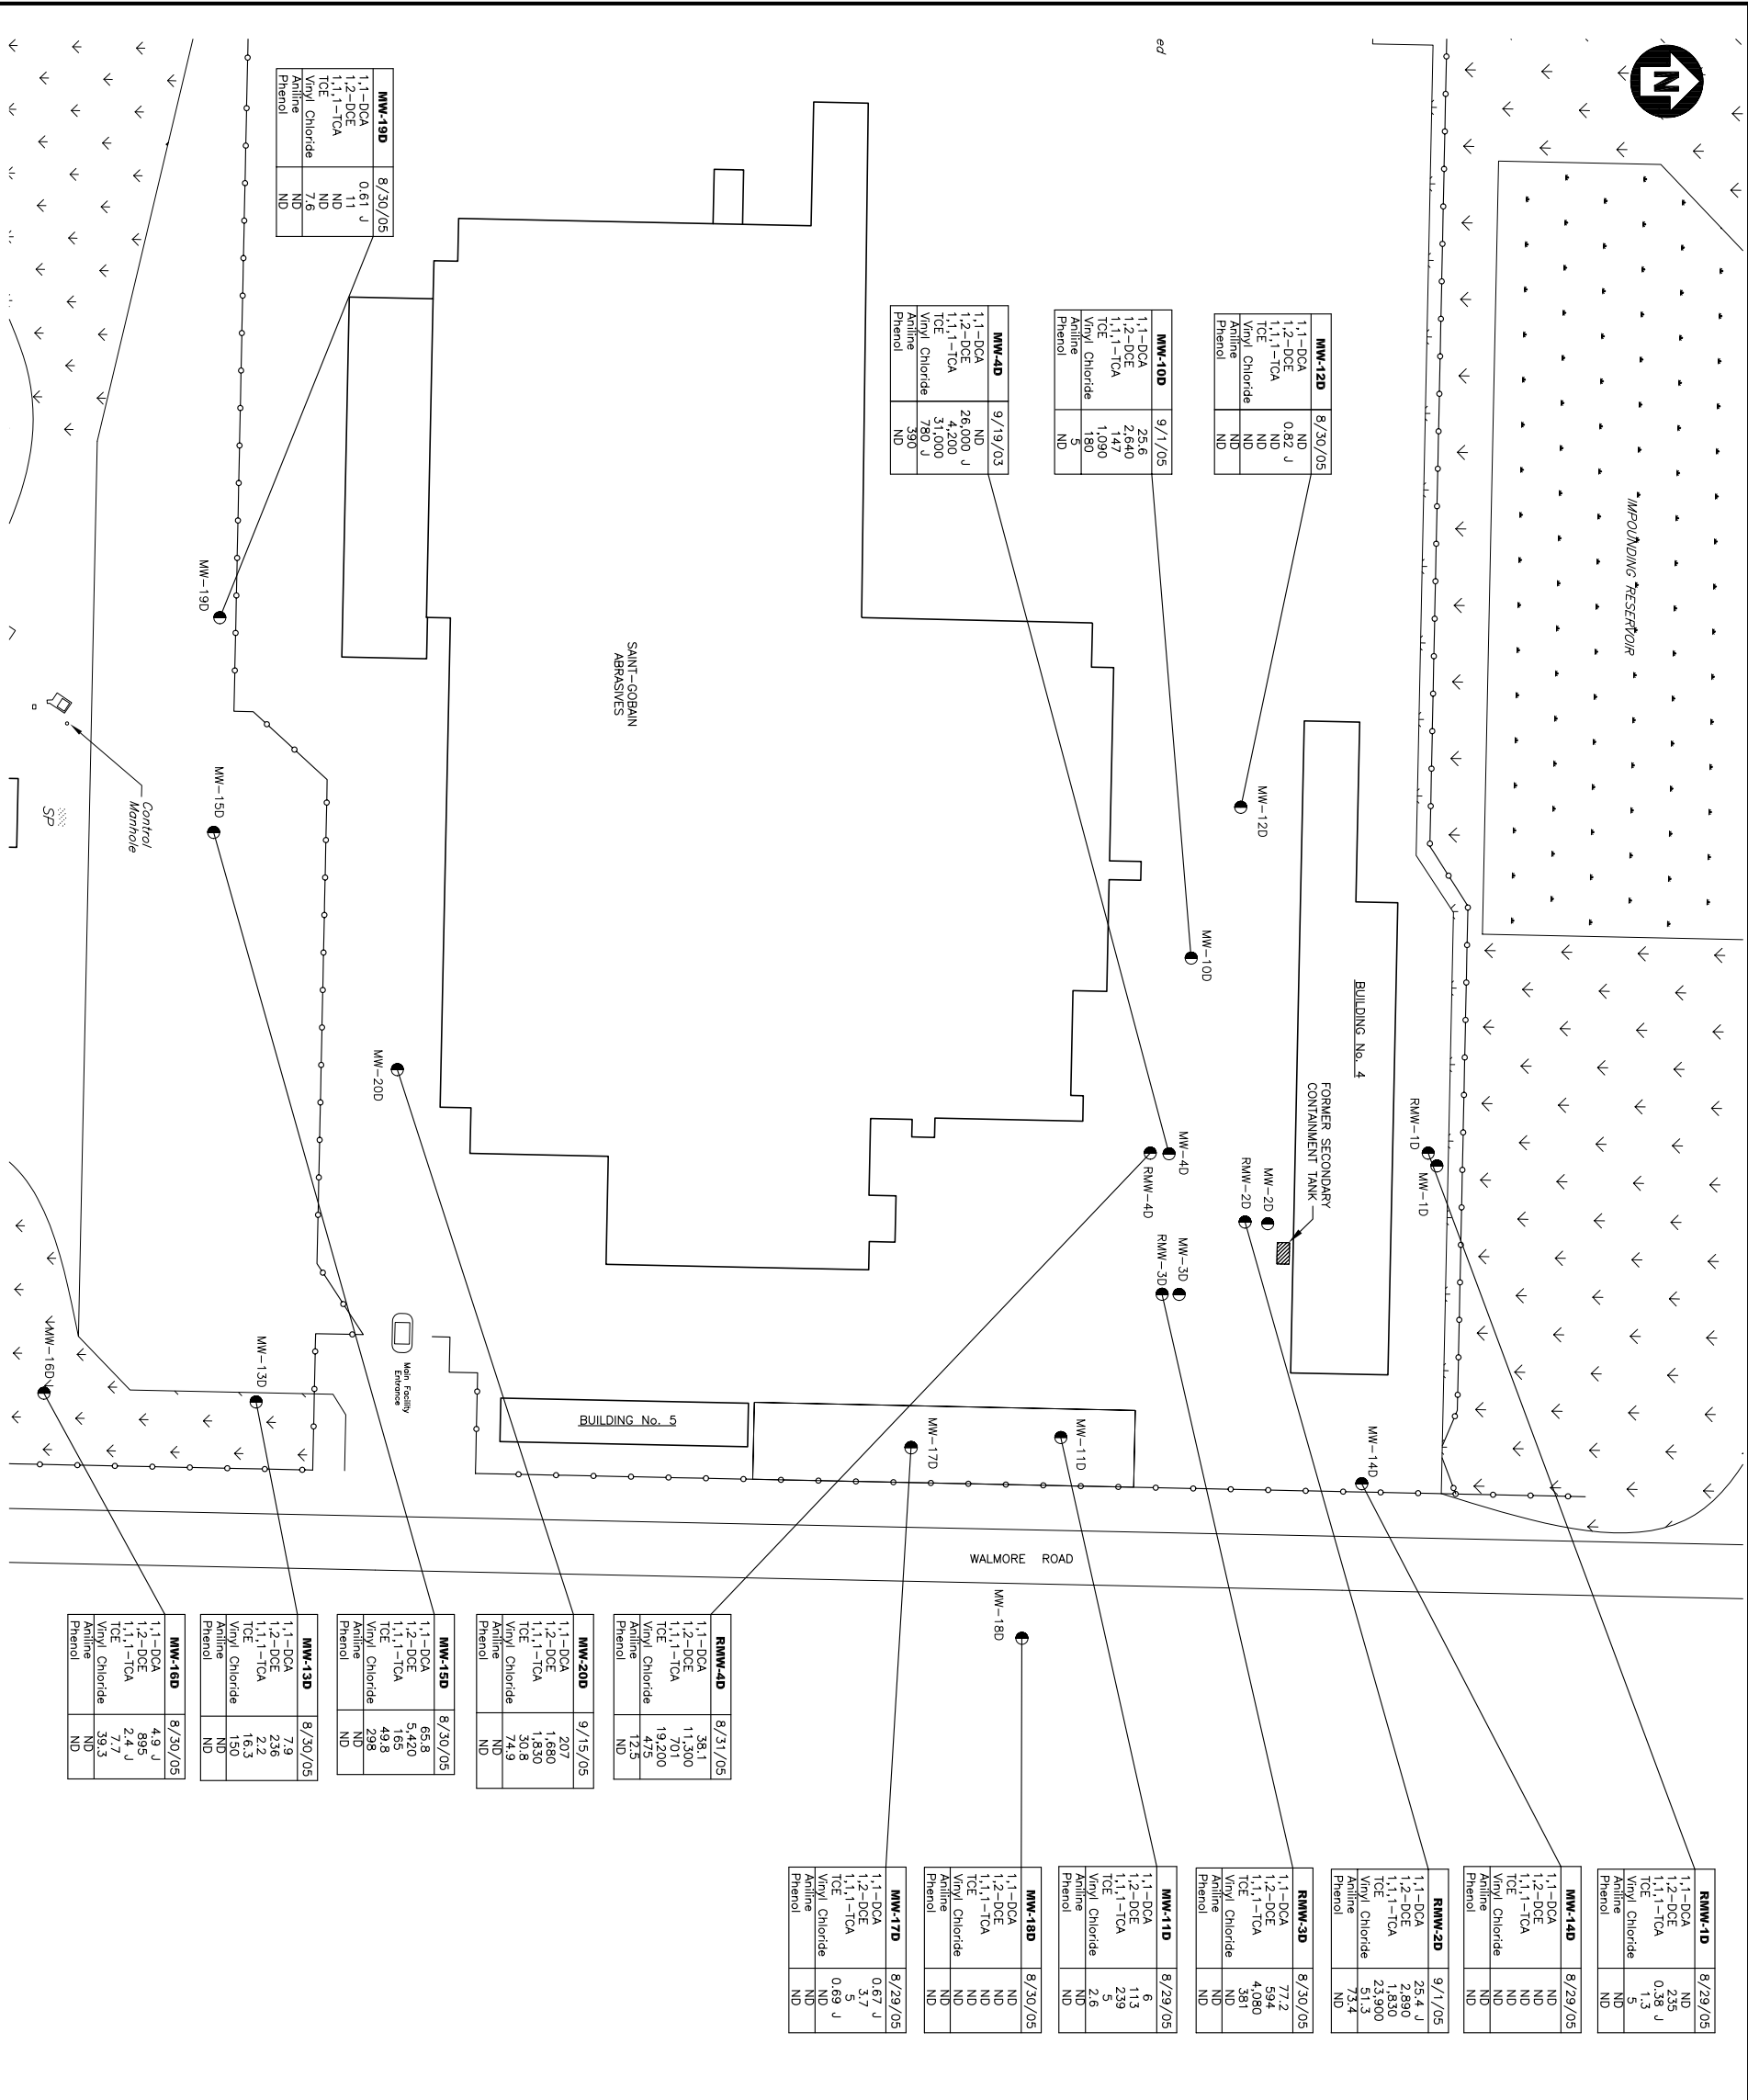 N
ed
IMPOUNDING RESERVOIR
MW-19D 8/30/05
1,1-DCA 0.61 J
1,2-DCE 11
1,1,1-TCA ND
TCE ND
Vinyl Chloride 7.6
Aniline ND
Phenol ND
MW-4D 9/19/03
1,1-DCA ND
1,2-DCE 26,000 J
1,1,1-TCA 4,200
TCE 31,000
Vinyl Chloride 780 J
Aniline 390
Phenol ND
MW-10D 9/1/05
1,1-DCA 25.6
1,2-DCE 2,640
1,1,1-TCA 147
TCE 1,090
Vinyl Chloride 180
Aniline 5
Phenol ND
MW-12D 8/30/05
1,1-DCA ND
1,2-DCE 0.82 J
1,1,1-TCA ND
TCE ND
Vinyl Chloride ND
Aniline ND
Phenol ND
MW-19D
SAINT-GOBAIN
ABRASIVES
MW-15D
Control
Manhole
SP
MW-12D
MW-10D
BUILDING No. 4
FORMER SECONDARY
CONTAINMENT TANK
MW-20D
RMW-1D
MW-1D
MW-4D
RMW-4D
MW-2D
RMW-2D
MW-3D
RMW-3D
MW-16D
MW-13D
Main Facility
Entrance
BUILDING No. 5
MW-17D
MW-11D
MW-14D
WALMORE ROAD
MW-18D
MW-16D 8/30/05
1,1-DCA 4.9 J
1,2-DCE 895
1,1,1-TCA 2.4 J
TCE 7.7
Vinyl Chloride 39.3
Aniline ND
Phenol ND
MW-13D 8/30/05
1,1-DCA 7.9
1,2-DCE 236
1,1,1-TCA 2.2
TCE 16.3
Vinyl Chloride 150
Aniline ND
Phenol ND
MW-15D 8/30/05
1,1-DCA 65.8
1,2-DCE 5,420
1,1,1-TCA 165
TCE 49.8
Vinyl Chloride 298
Aniline ND
Phenol ND
MW-20D 9/15/05
1,1-DCA 207
1,2-DCE 1,680
1,1,1-TCA 1,830
TCE 30.8
Vinyl Chloride 74.9
Aniline ND
Phenol ND
RMW-4D 8/31/05
1,1-DCA 38.1
1,2-DCE 11,300
1,1,1-TCA 701
TCE 19,200
Vinyl Chloride 475
Aniline 12.5
Phenol ND
MW-17D 8/29/05
1,1-DCA 0.67 J
1,2-DCE 3.7
1,1,1-TCA 5
TCE 0.69 J
Vinyl Chloride ND
Aniline ND
Phenol ND
MW-18D 8/30/05
1,1-DCA ND
1,2-DCE ND
1,1,1-TCA ND
TCE ND
Vinyl Chloride ND
Aniline ND
Phenol ND
MW-11D 8/29/05
1,1-DCA 6
1,2-DCE 113
1,1,1-TCA 239
TCE 5
Vinyl Chloride 2.6
Aniline ND
Phenol ND
RMW-3D 8/30/05
1,1-DCA 77.2
1,2-DCE 594
1,1,1-TCA 4,080
TCE 381
Vinyl Chloride ND
Aniline ND
Phenol ND
RMW-2D 9/1/05
1,1-DCA 25.4 J
1,2-DCE 2,890
1,1,1-TCA 1,830
TCE 23,900
Vinyl Chloride 51.3
Aniline 73.4
Phenol ND
MW-14D 8/29/05
1,1-DCA ND
1,2-DCE ND
1,1,1-TCA ND
TCE ND
Vinyl Chloride ND
Aniline ND
Phenol ND
RMW-1D 8/29/05
1,1-DCA ND
1,2-DCE 235
1,1,1-TCA 0.38 J
TCE 1.3
Vinyl Chloride 5
Aniline ND
Phenol ND